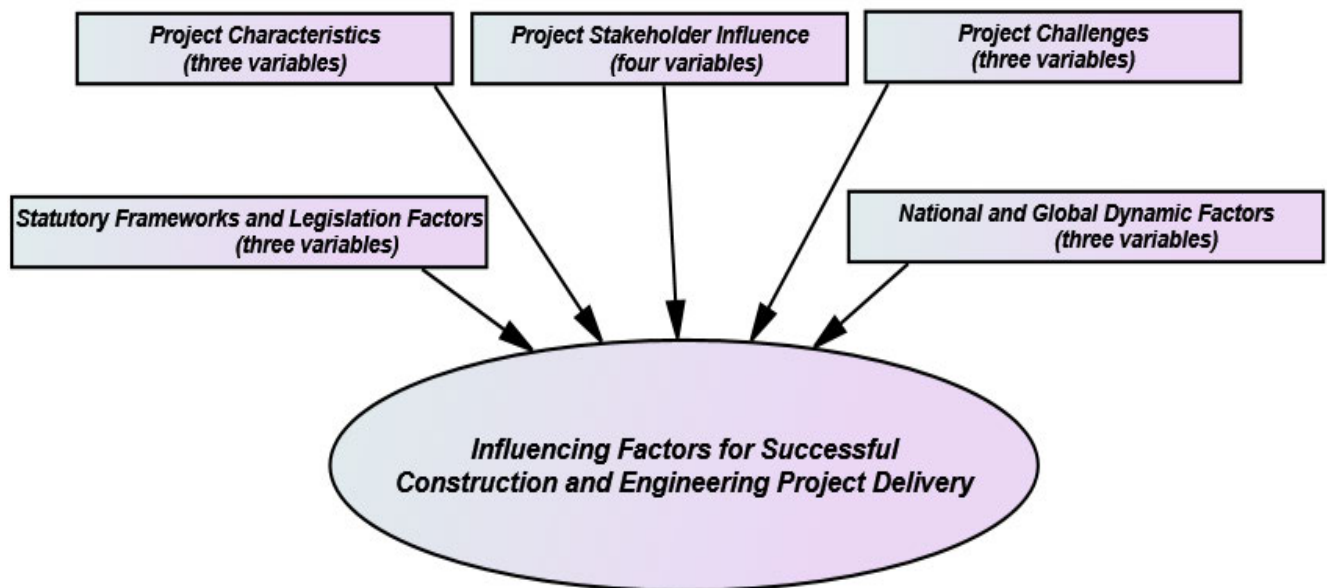 Project Characteristics
(three variables)
Project Stakeholder Influence
(four variables)
Project Challenges
(three variables)
Statutory Frameworks and Legislation Factors
(three variables)
National and Global Dynamic Factors
(three variables)
Influencing Factors for Successful
Construction and Engineering Project Delivery